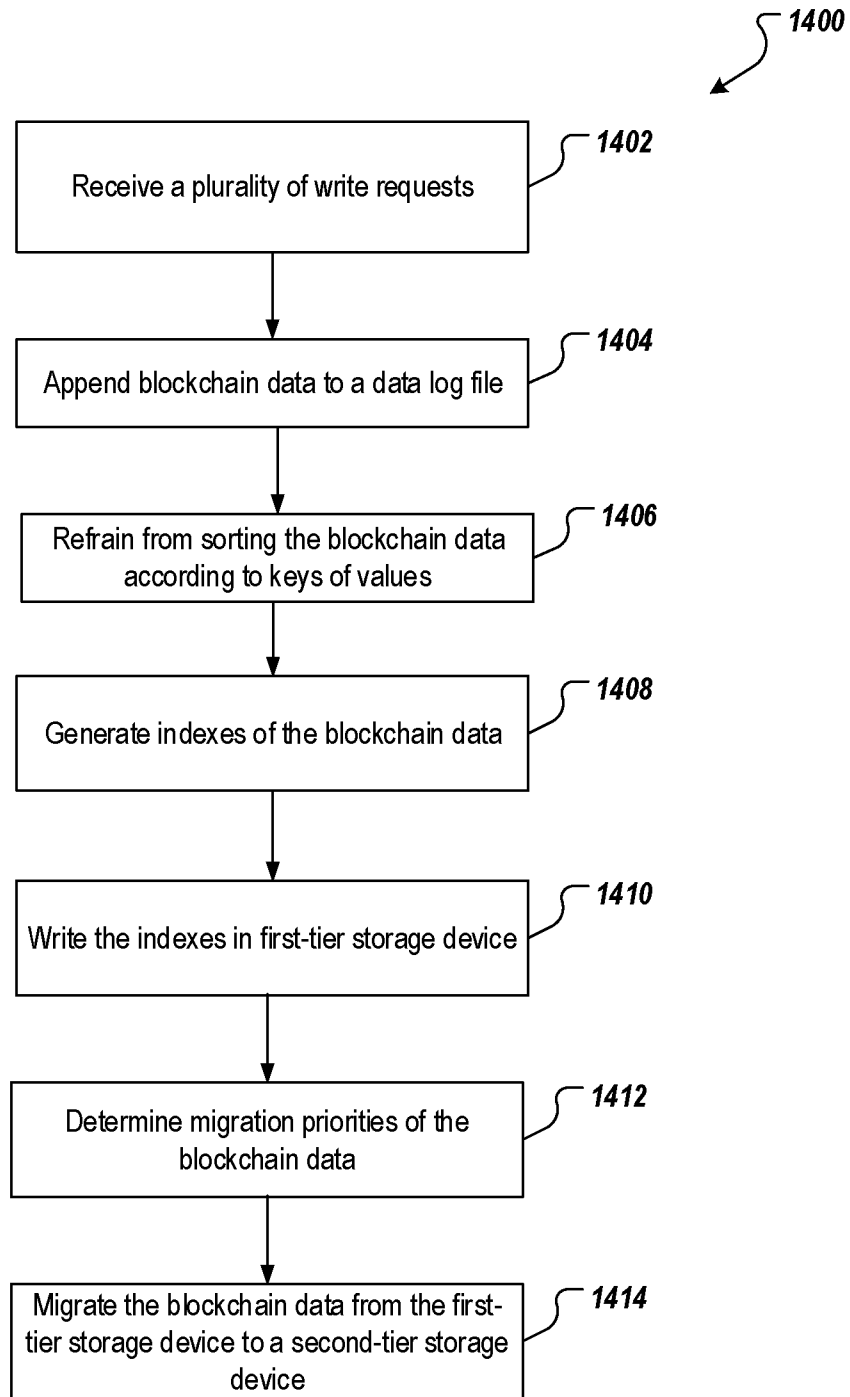 1400
1402
Receive a plurality of write requests
1404
Append blockchain data to a data log file
1406
Refrain from sorting the blockchain data
according to keys of values
1408
Generate indexes of the blockchain data
1410
Write the indexes in first-tier storage device
1412
Determine migration priorities of the
blockchain data
1414
Migrate the blockchain data from the first-
tier storage device to a second-tier storage
device